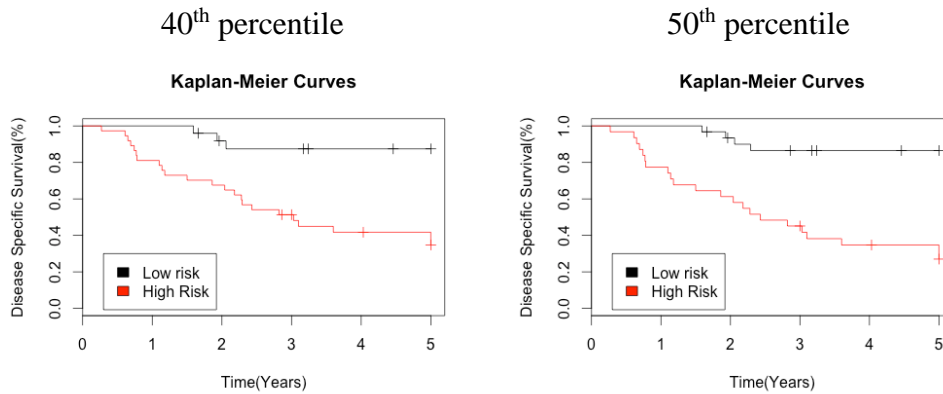 40th percentile
Kaplan-Meier Curves
Disease Specific Survival(%)
1.0
0.8
0.6
0.4
0.2
0.0
Low risk
High Risk
0 1 2 3 4 5
Time(Years)
50th percentile
Kaplan-Meier Curves
Disease Specific Survival(%)
1.0
0.8
0.6
0.4
0.2
0.0
Low risk
High Risk
0 1 2 3 4 5
Time(Years)